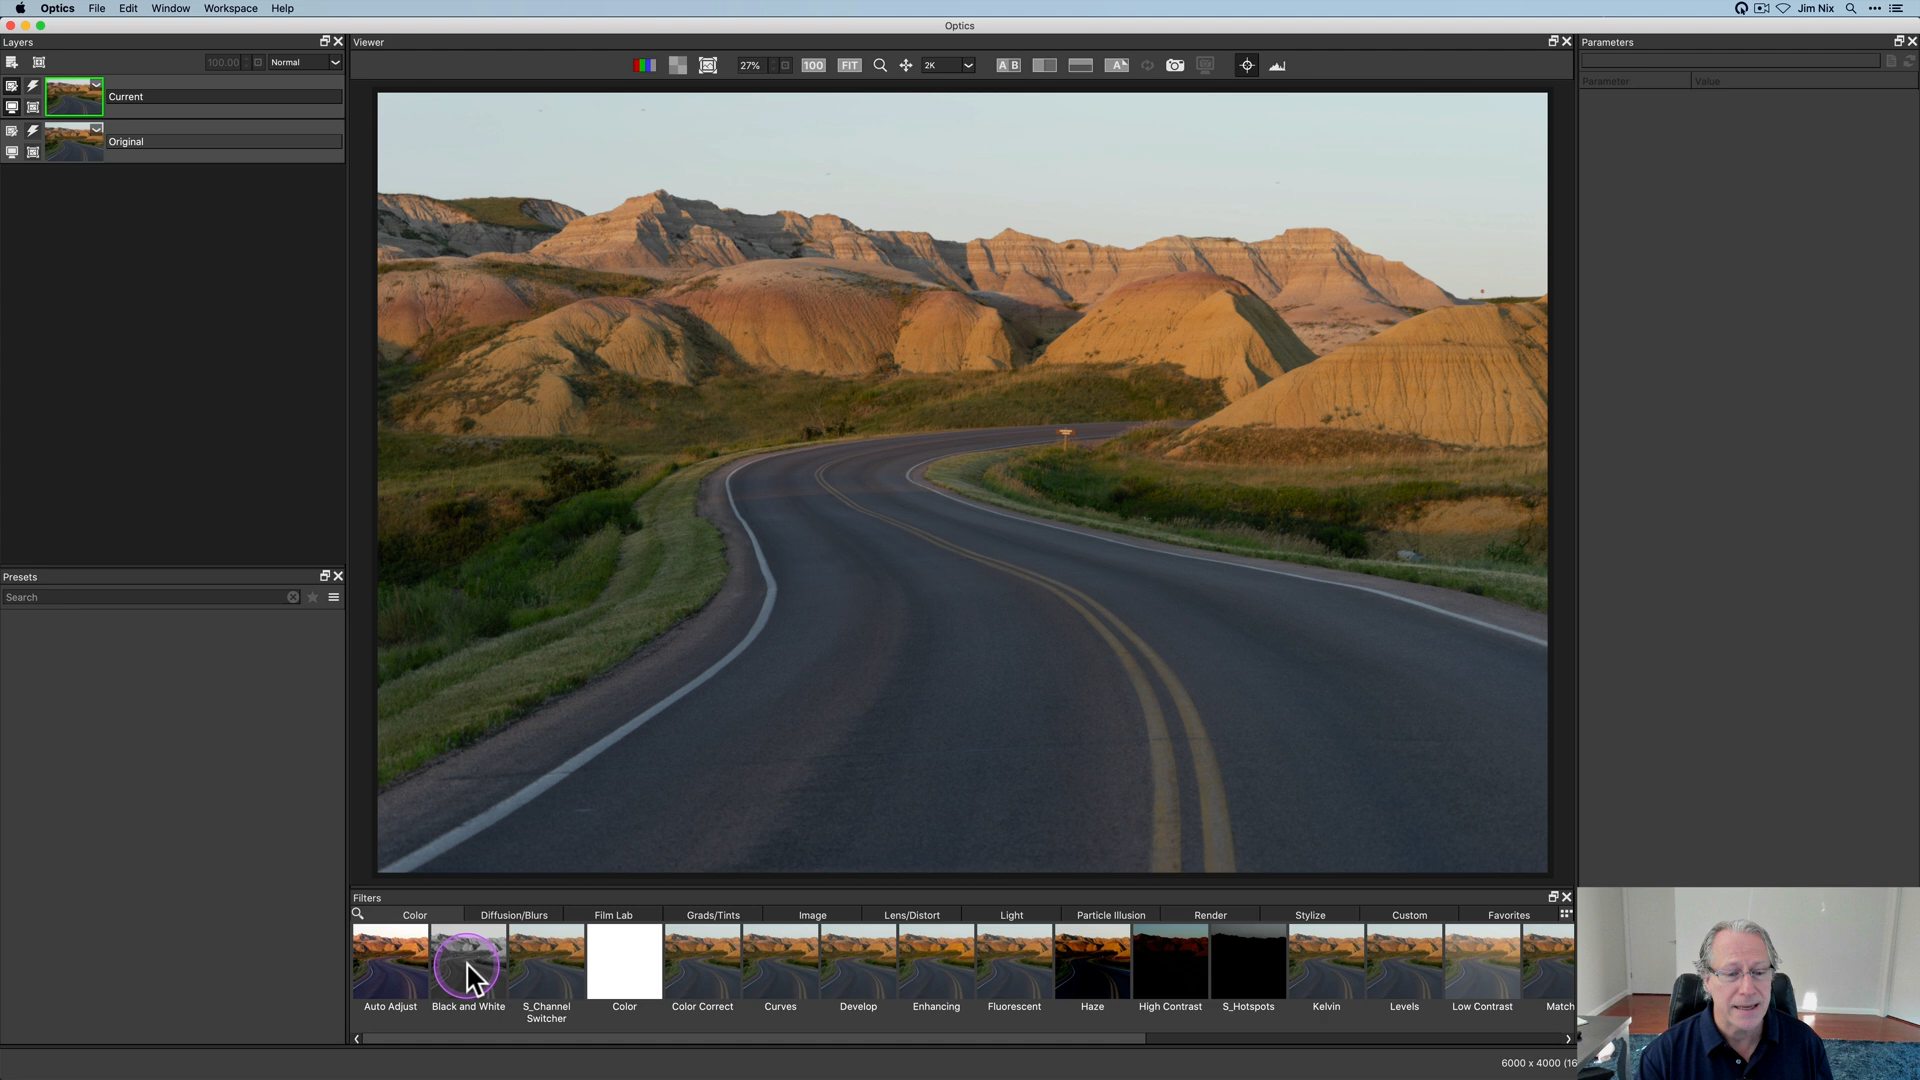 Optics File Edit Window Workspace Help Jim Nix
Optics
Layers Viewer Parameters
100.00 Normal 27% 100 FIT 2K A B A
Parameter Value
Current
Original
Presets
Search
Filters
Color Diffusion/Blurs Film Lab Grads/Tints Image Lens/Distort Light Particle Illusion Render Stylize Custom Favorites
Auto Adjust Black and White S_Channel Color Color Correct Curves Develop Enhancing Fluorescent Haze High Contrast S_Hotspots Kelvin Levels Low Contrast Match
Switcher
6000 x 4000 (16